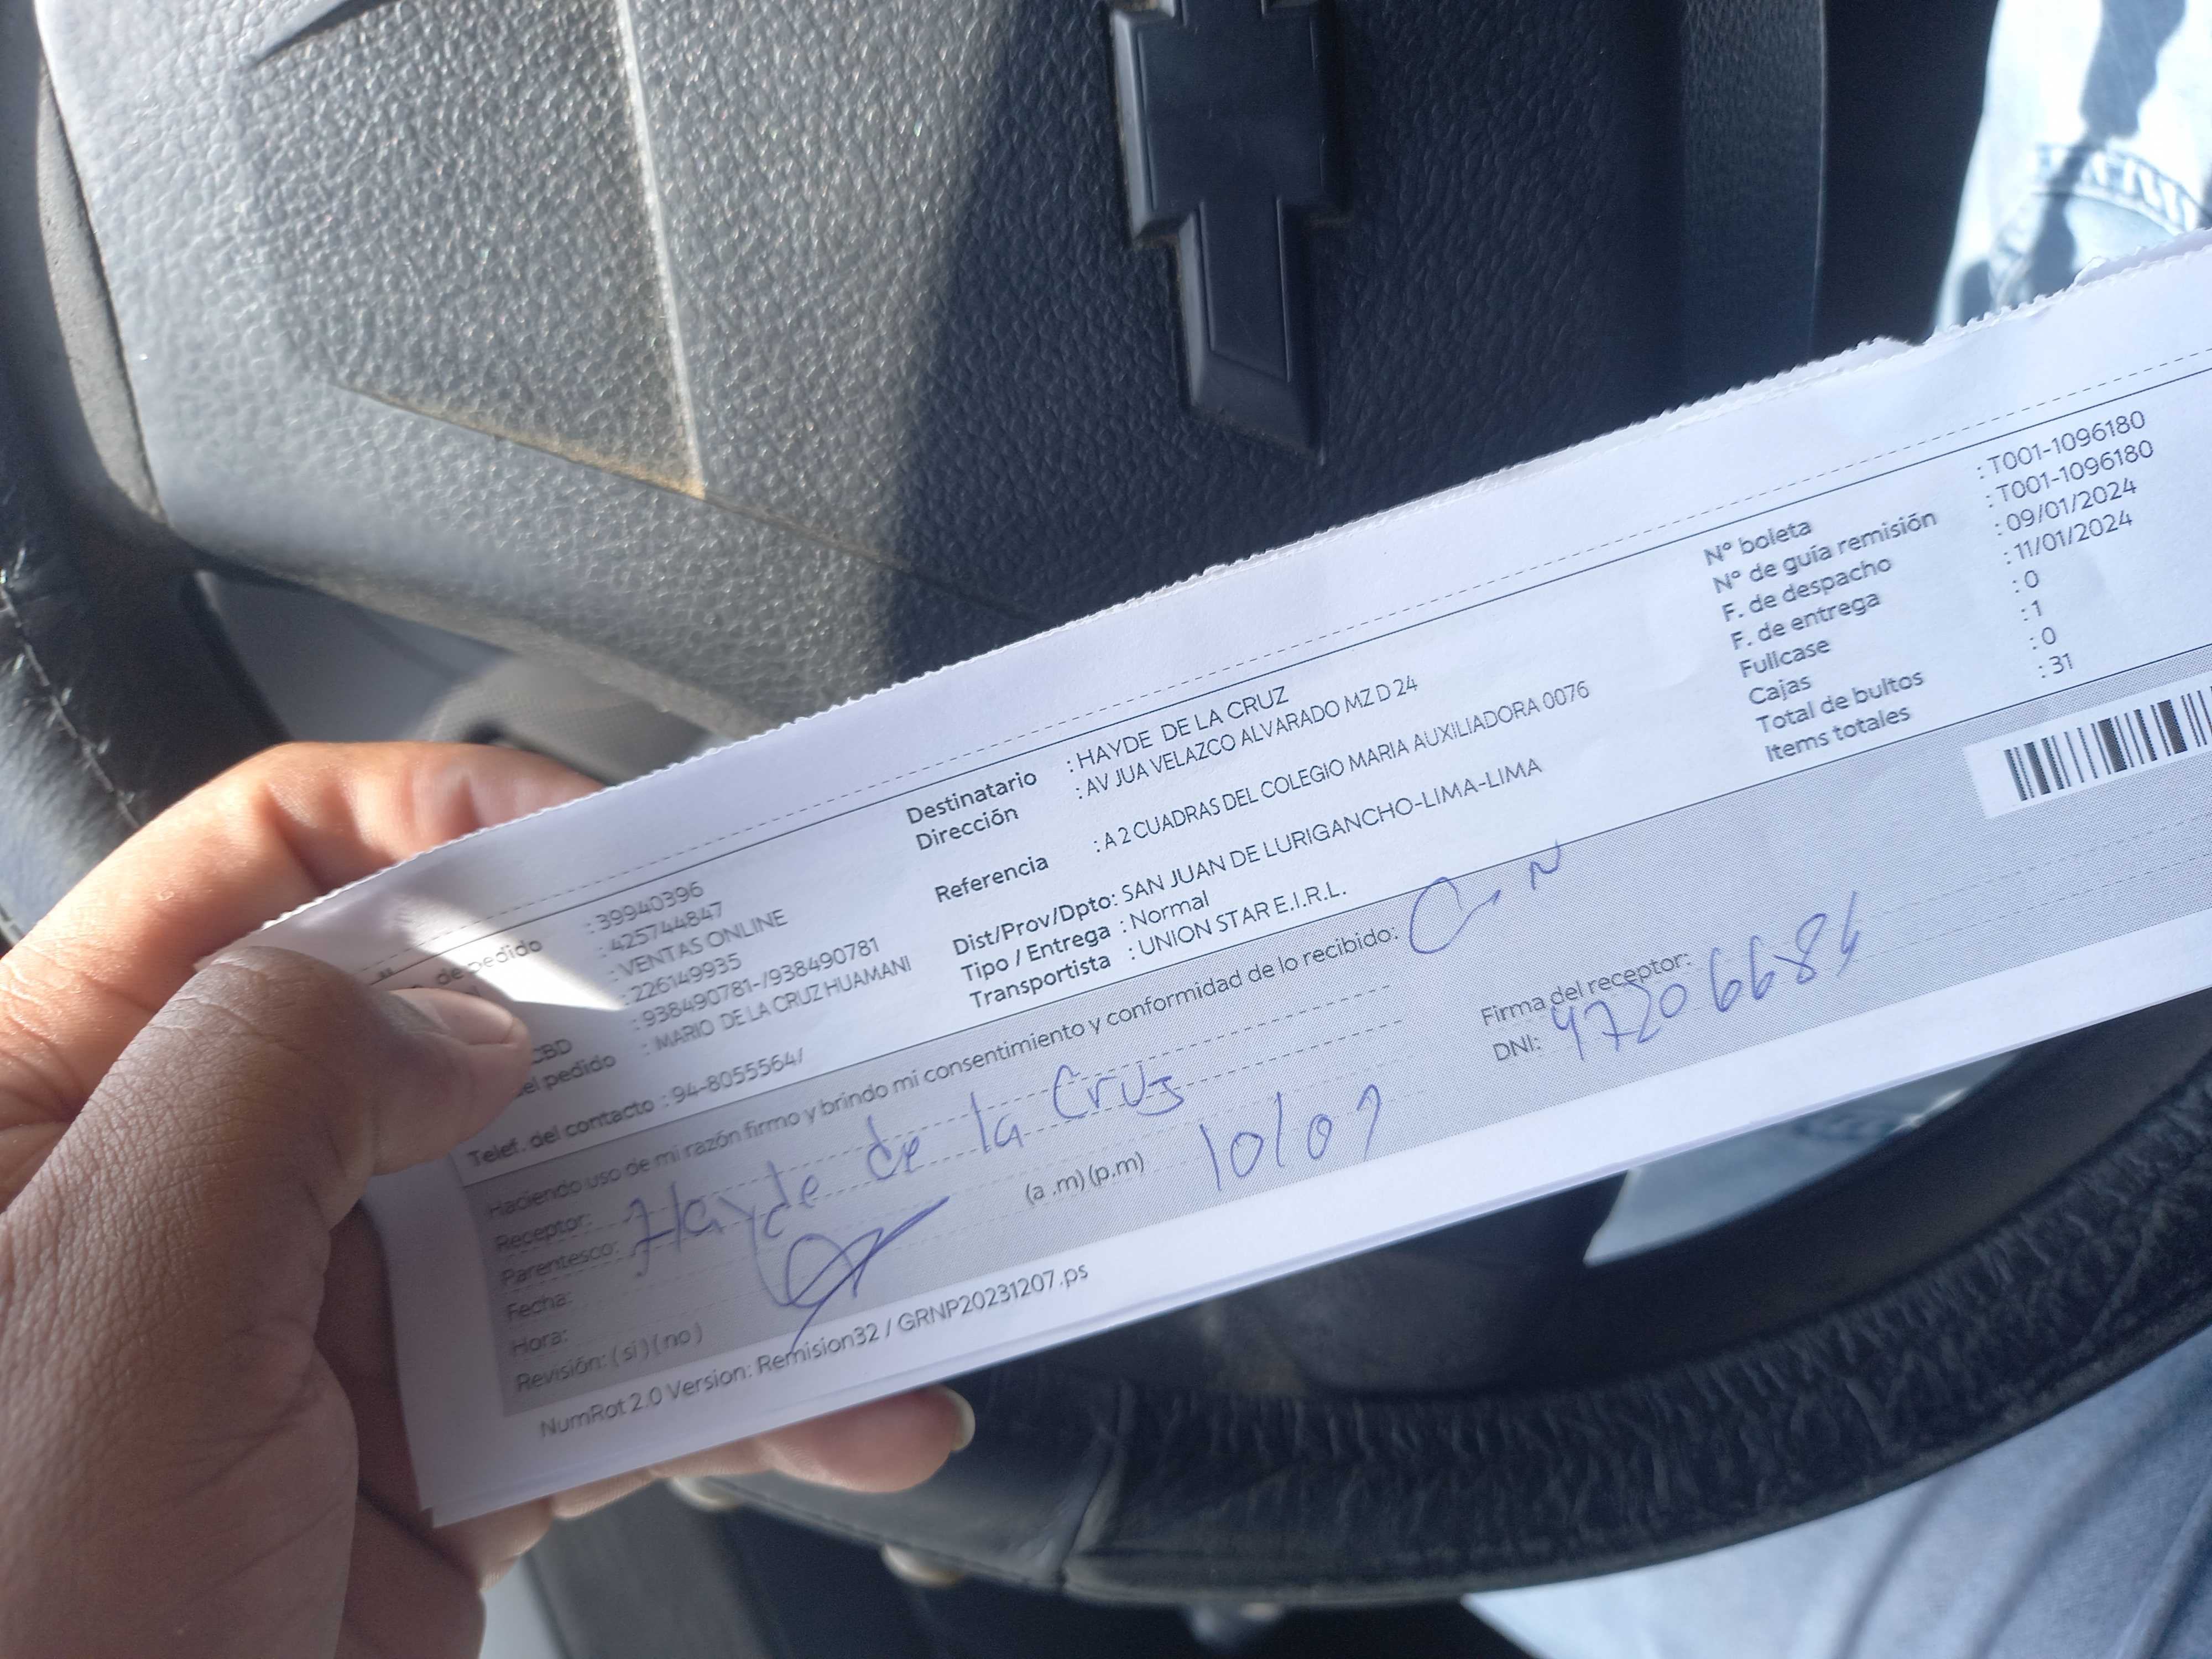 de pedido : 39940396
: 425744847
: VENTAS ONLINE
: 226149935
CBD : 938490781-/938490781
el pedido : MARIO DE LA CRUZ HUAMANI
Telef. del contacto : 94-8055564/
Destinatario : HAYDE DE LA CRUZ
Dirección : AV JUA VELAZCO ALVARADO MZ D 24
Referencia : A 2 CUADRAS DEL COLEGIO MARIA AUXILIADORA 0076
Dist/Prov/Dpto: SAN JUAN DE LURIGANCHO-LIMA-LIMA
Tipo / Entrega : Normal
Transportista : UNION STAR E.I.R.L.
N° boleta : T001-1096180
N° de guía remisión : T001-1096180
F. de despacho : 09/01/2024
F. de entrega : 11/01/2024
Fullcase : 0
Cajas : 1
Total de bultos : 0
Items totales : 31
Haciendo uso de mi razón firmo y brindo mi consentimiento y conformidad de lo recibido:
Receptor: Hayde de la Cruz
Parentesco:
Fecha:
Hora: (a .m) (p.m)
Revisión: ( si ) ( no )
Firma del receptor:
DNI:
NumRot 2.0 Version: Remision32 / GRNP20231207.ps